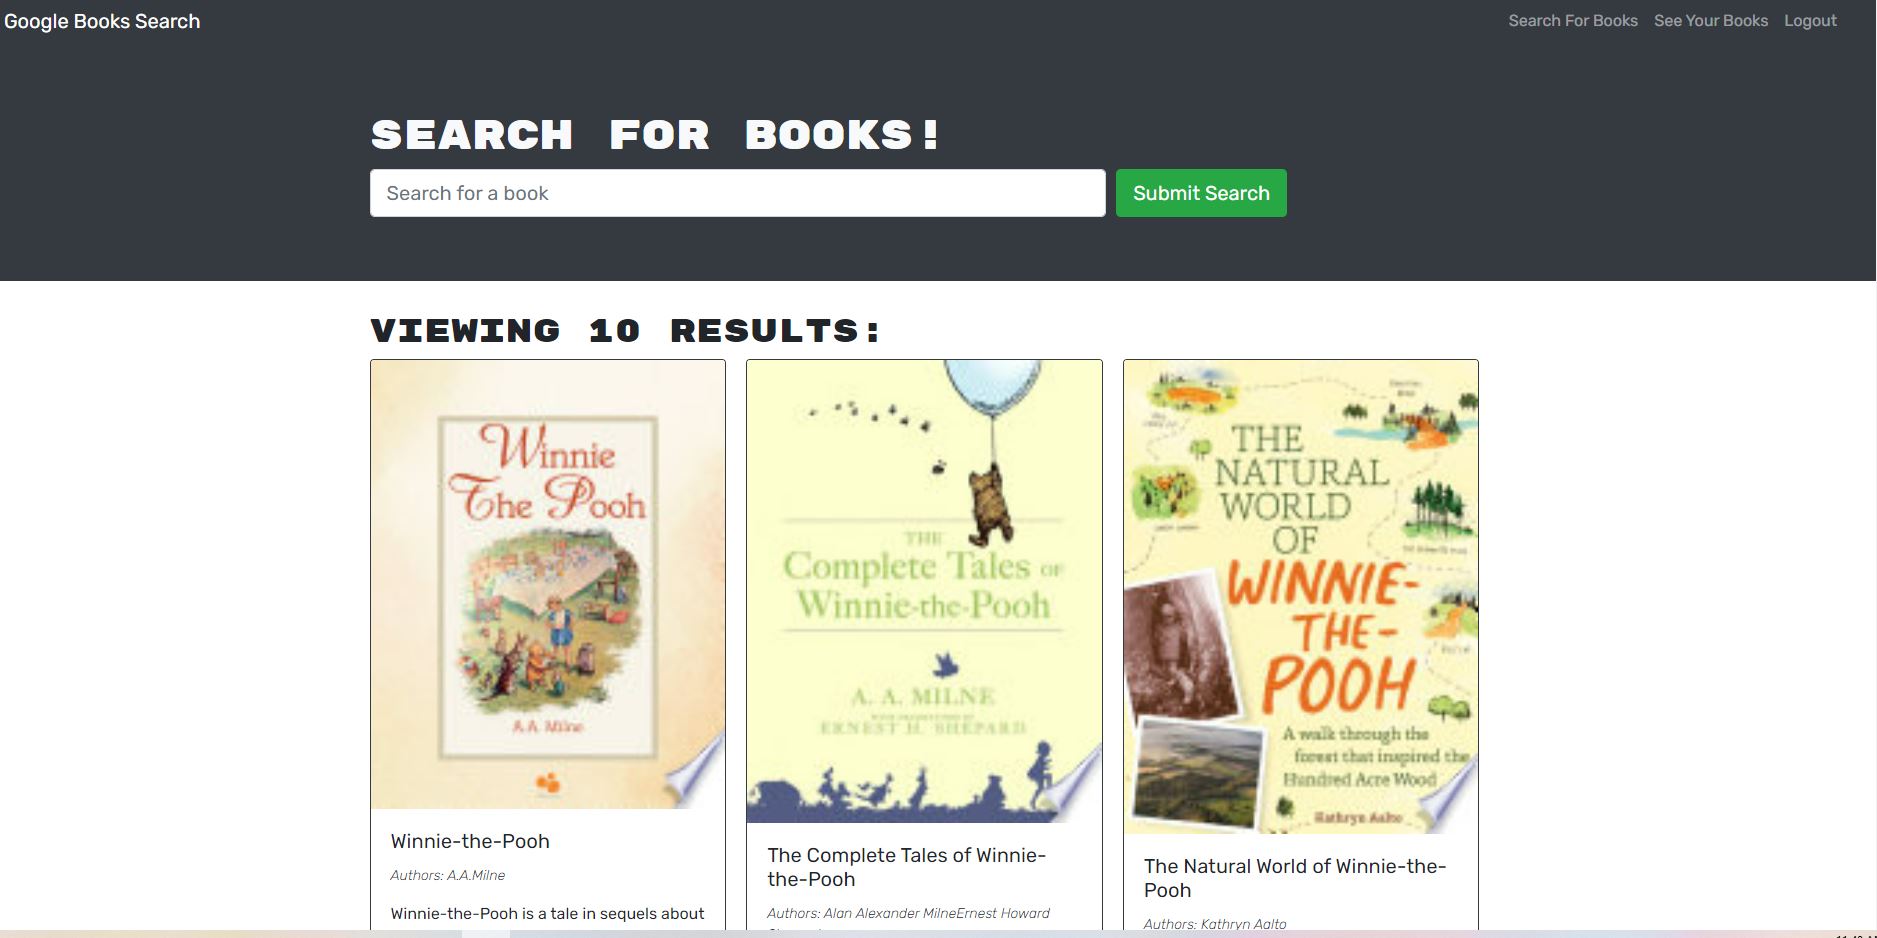 Google Books Search
Search For Books See Your Books Logout
SEARCH FOR BOOKS!
Search for a book
Submit Search
VIEWING 10 RESULTS:
Winnie
The Pooh
A.A. Milne
Winnie-the-Pooh
Authors: A.A.Milne
Winnie-the-Pooh is a tale in sequels about
THE
Complete Tales OF
Winnie-the-Pooh
A. A. MILNE
ERNEST H. SHEPARD
The Complete Tales of Winnie-
the-Pooh
Authors: Alan Alexander MilneErnest Howard
THE
NATURAL
WORLD
OF
WINNIE-
THE-
POOH
A walk through the
forest that inspired the
Hundred Acre Wood
Kathryn Aalto
The Natural World of Winnie-the-
Pooh
Authors: Kathryn Aalto